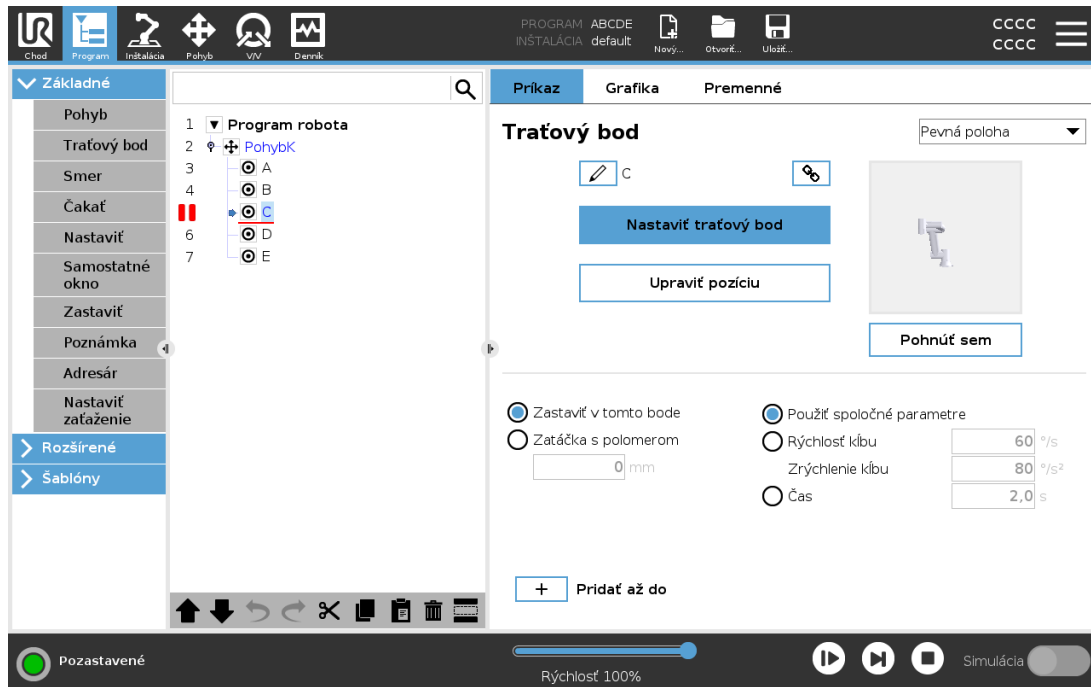 PROGRAM ABCDE
INŠTALÁCIA default
Chod
Program
Inštalácia
Pohyb
V/V
Denník
Nový...
Otvoriť...
Uložiť...
CCCC
CCCC
Základné
Pohyb
Traťový bod
Smer
Čakať
Nastaviť
Samostatné
okno
Zastaviť
Poznámka
Adresár
Nastaviť
zaťaženie
Rozšírené
Šablóny
1 Program robota
2 PohybK
3 A
4 B
C
6 D
7 E
Príkaz
Grafika
Premenné
Traťový bod
Pevná poloha
C
Nastaviť traťový bod
Upraviť pozíciu
Pohnúť sem
Zastaviť v tomto bode
Zatáčka s polomerom
0 mm
Použiť spoločné parametre
Rýchlosť kĺbu 60 °/s
Zrýchlenie kĺbu 80 °/s²
Čas 2,0 s
+ Pridať až do
Pozastavené
Rýchlosť 100%
Simulácia